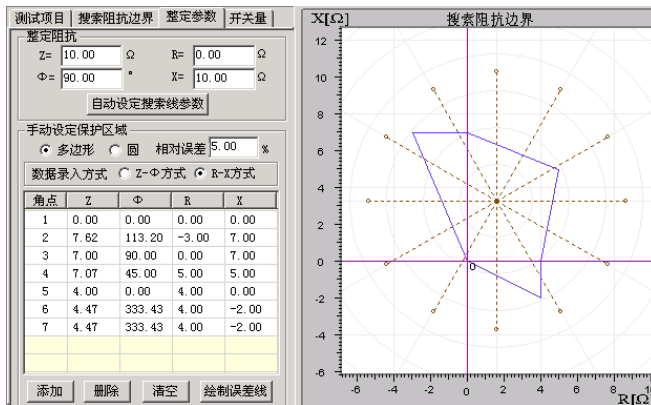 测试项目 搜索阻抗边界 整定参数 开关量
整定阻抗
Z= 10.00 Ω R= 0.00 Ω
Φ= 90.00 ° X= 10.00 Ω
自动设定搜索线参数
手动设定保护区域
多边形 圆 相对误差 5.00 %
数据录入方式 Z-Φ方式 R-X方式
角点 Z Φ R X
1 0.00 0.00 0.00 0.00
2 7.62 113.20 -3.00 7.00
3 7.00 90.00 0.00 7.00
4 7.07 45.00 5.00 5.00
5 4.00 0.00 4.00 0.00
6 4.47 333.43 4.00 -2.00
7 4.47 333.43 4.00 -2.00
添加 删除 清空 绘制误差线
X[Ω] 搜索阻抗边界
12
10
8
6
4
2
0
0
-2
-4
-6
-6 -4 -2 0 2 4 6 8 10
R[Ω]